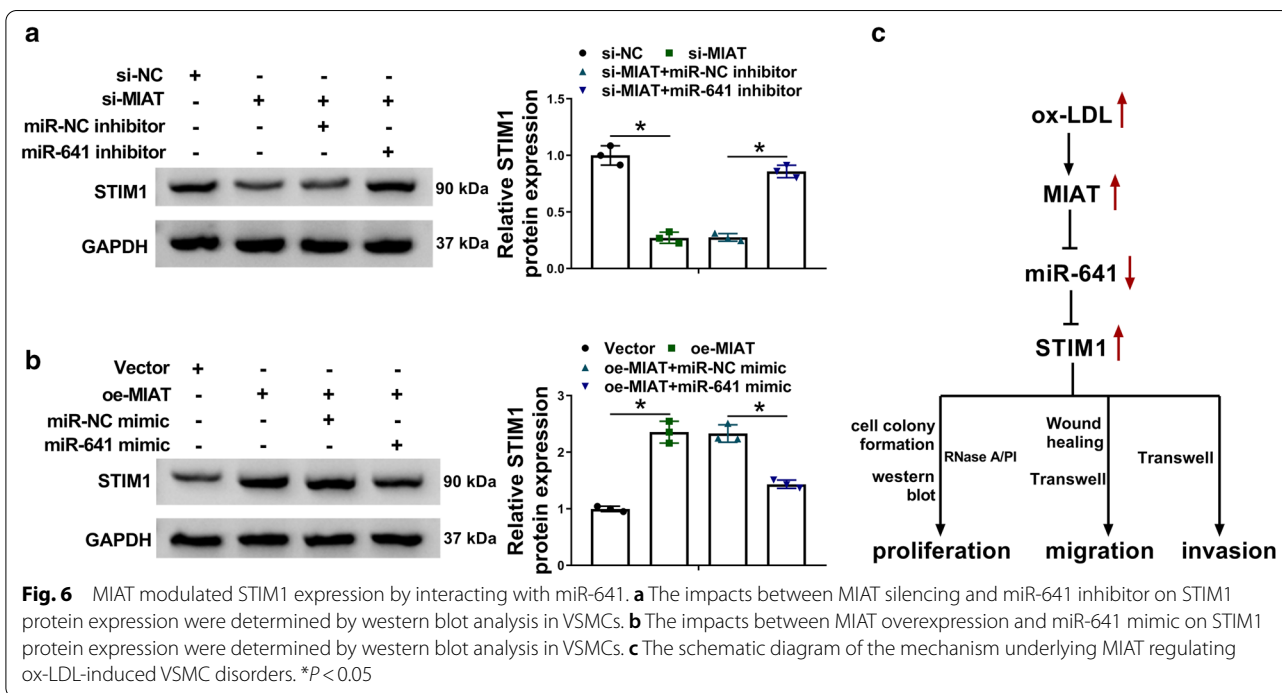 a
si-NC + - - -
si-MIAT - + + +
miR-NC inhibitor - - + -
miR-641 inhibitor - - - +
STIM1 90 kDa
GAPDH 37 kDa
si-NC si-MIAT
si-MIAT+miR-NC inhibitor
si-MIAT+miR-641 inhibitor
Relative STIM1
protein expression
1.5
1.0
0.5
0.0
*
*
b
Vector + - - -
oe-MIAT - + + +
miR-NC mimic - - + -
miR-641 mimic - - - +
STIM1 90 kDa
GAPDH 37 kDa
Vector oe-MIAT
oe-MIAT+miR-NC mimic
oe-MIAT+miR-641 mimic
Relative STIM1
protein expression
3
2
1
0
*
*
c
ox-LDL
MIAT
miR-641
STIM1
cell colony
formation
western
blot
RNase A/PI
Wound
healing
Transwell
Transwell
proliferation migration invasion
Fig. 6 MIAT modulated STIM1 expression by interacting with miR-641. a The impacts between MIAT silencing and miR-641 inhibitor on STIM1
protein expression were determined by western blot analysis in VSMCs. b The impacts between MIAT overexpression and miR-641 mimic on STIM1
protein expression were determined by western blot analysis in VSMCs. c The schematic diagram of the mechanism underlying MIAT regulating
ox-LDL-induced VSMC disorders. *P < 0.05